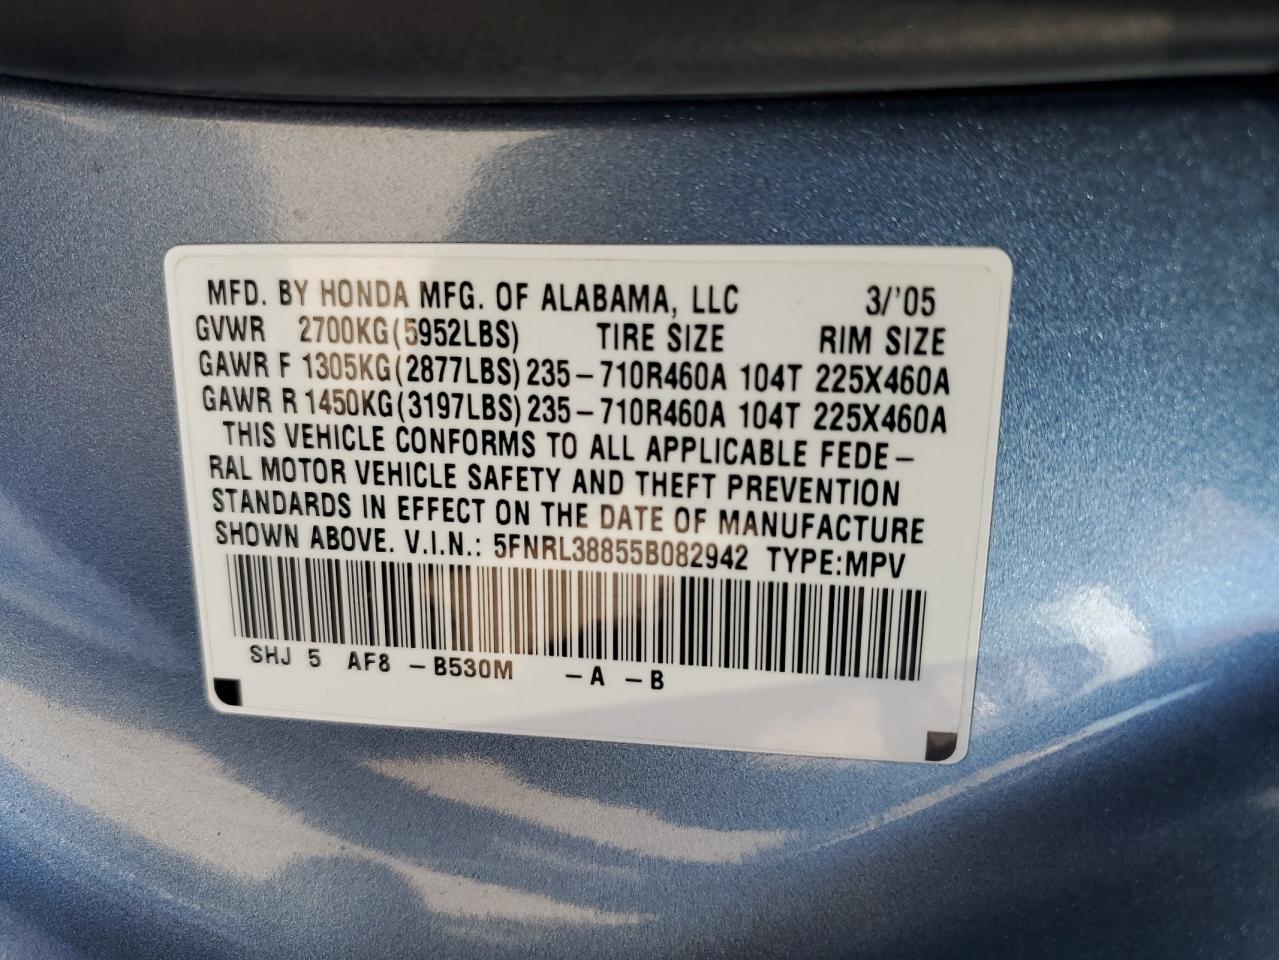 MFD. BY HONDA MFG. OF ALABAMA, LLC 3/'05
GVWR 2700KG(5952LBS) TIRE SIZE RIM SIZE
GAWR F 1305KG(2877LBS) 235-710R460A 104T 225X460A
GAWR R 1450KG(3197LBS) 235-710R460A 104T 225X460A
THIS VEHICLE CONFORMS TO ALL APPLICABLE FEDE-
RAL MOTOR VEHICLE SAFETY AND THEFT PREVENTION
STANDARDS IN EFFECT ON THE DATE OF MANUFACTURE
SHOWN ABOVE. V.I.N.: 5FNRL38855B082942 TYPE:MPV
SHJ 5 AF8 -B530M -A -B